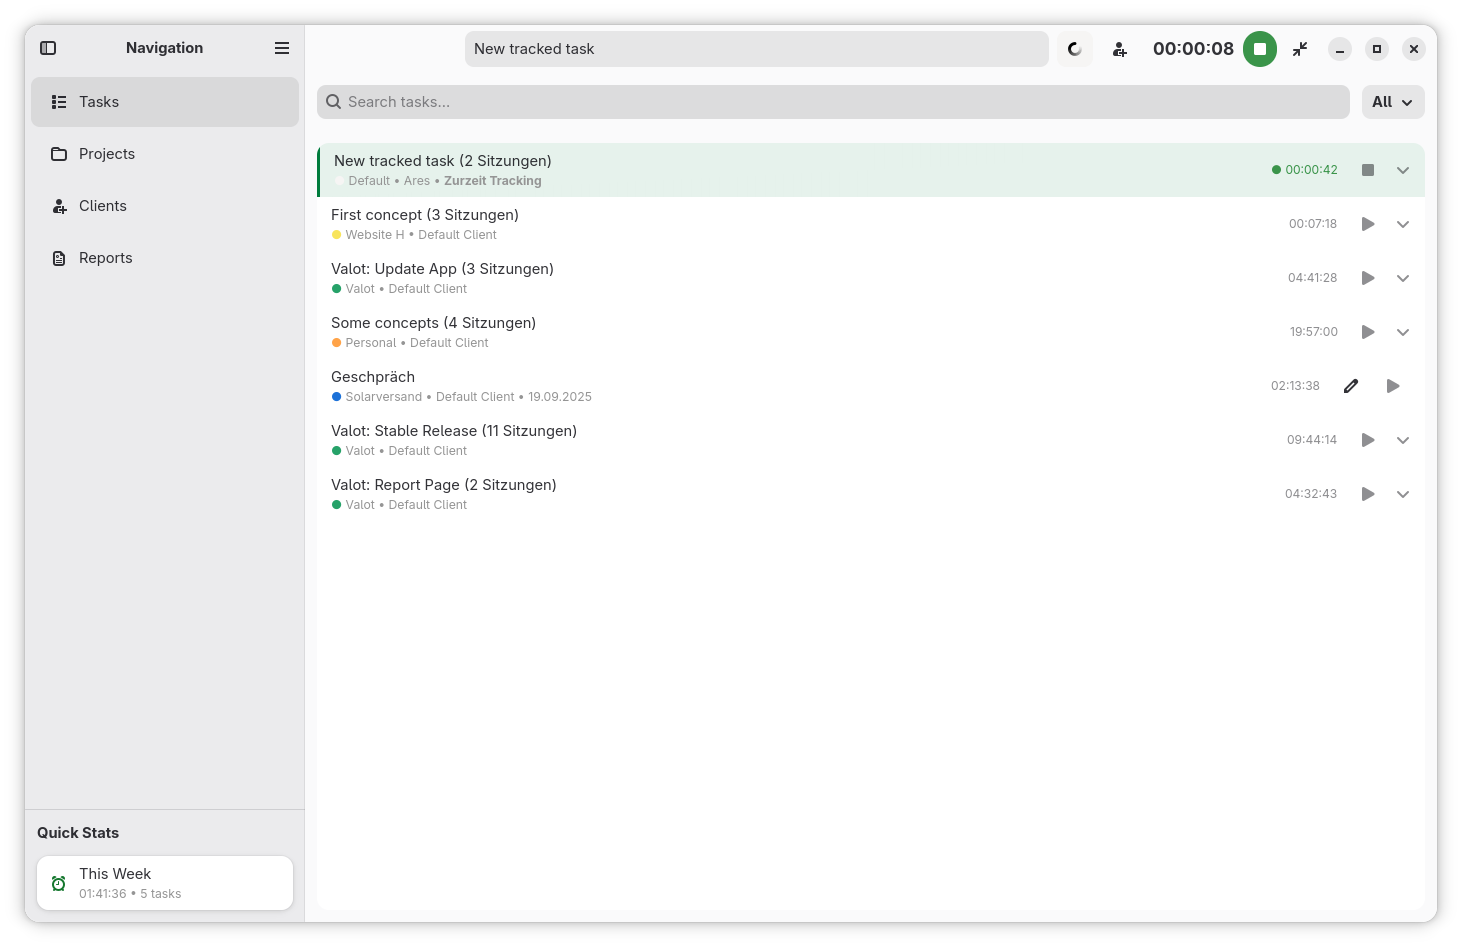 Navigation
New tracked task
00:00:08
Tasks
Projects
Clients
Reports
Search tasks...
All
New tracked task (2 Sitzungen)
Default • Ares • Zurzeit Tracking
00:00:42
First concept (3 Sitzungen)
Website H • Default Client
00:07:18
Valot: Update App (3 Sitzungen)
Valot • Default Client
04:41:28
Some concepts (4 Sitzungen)
Personal • Default Client
19:57:00
Geschpräch
Solarversand • Default Client • 19.09.2025
02:13:38
Valot: Stable Release (11 Sitzungen)
Valot • Default Client
09:44:14
Valot: Report Page (2 Sitzungen)
Valot • Default Client
04:32:43
Quick Stats
This Week
01:41:36 • 5 tasks